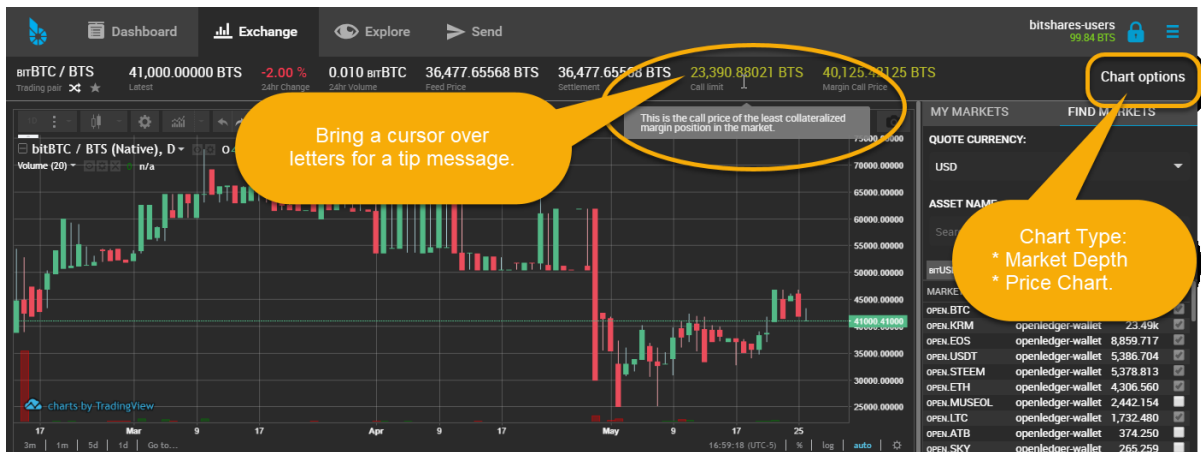 Dashboard
Exchange
Explore
Send
bitshares-users
99.84 BTS
BITBTC / BTS
Trading pair
41,000.00000 BTS
Latest
-2.00 %
24hr Change
0.010 BITBTC
24hr Volume
36,477.65568 BTS
Feed Price
36,477.65568 BTS
Settlement
23,390.88021 BTS
Call limit
BTS
Margin Call Price
Chart options
This is the call price of the least collateralized
margin position in the market.
Bring a cursor over
letters for a tip message.
bitBTC / BTS (Native), D
Volume (20)
n/a
75000.00000
70000.00000
65000.00000
60000.00000
55000.00000
50000.00000
45000.00000
41000.41000
35000.00000
30000.00000
25000.00000
charts by TradingView
17 Mar 9 17 Apr 9 17 May 9 17 25
3m 1m 5d 1d Go to...
16:59:18 (UTC-5) % log auto
MY MARKETS
FIND MARKETS
QUOTE CURRENCY:
USD
ASSET NAME
Chart Type:
* Market Depth
* Price Chart.
OPEN.BTC openledger-wallet
OPEN.KRM openledger-wallet 23.49k
OPEN.EOS openledger-wallet 8,859.717
OPEN.USDT openledger-wallet 5,386.704
OPEN.STEEM openledger-wallet 5,378.813
OPEN.ETH openledger-wallet 4,306.560
OPEN.MUSEOL openledger-wallet 2,442.154
OPEN.LTC openledger-wallet 1,732.480
OPEN.ATB openledger-wallet 374.250
OPEN.SKY openledger-wallet 265.259